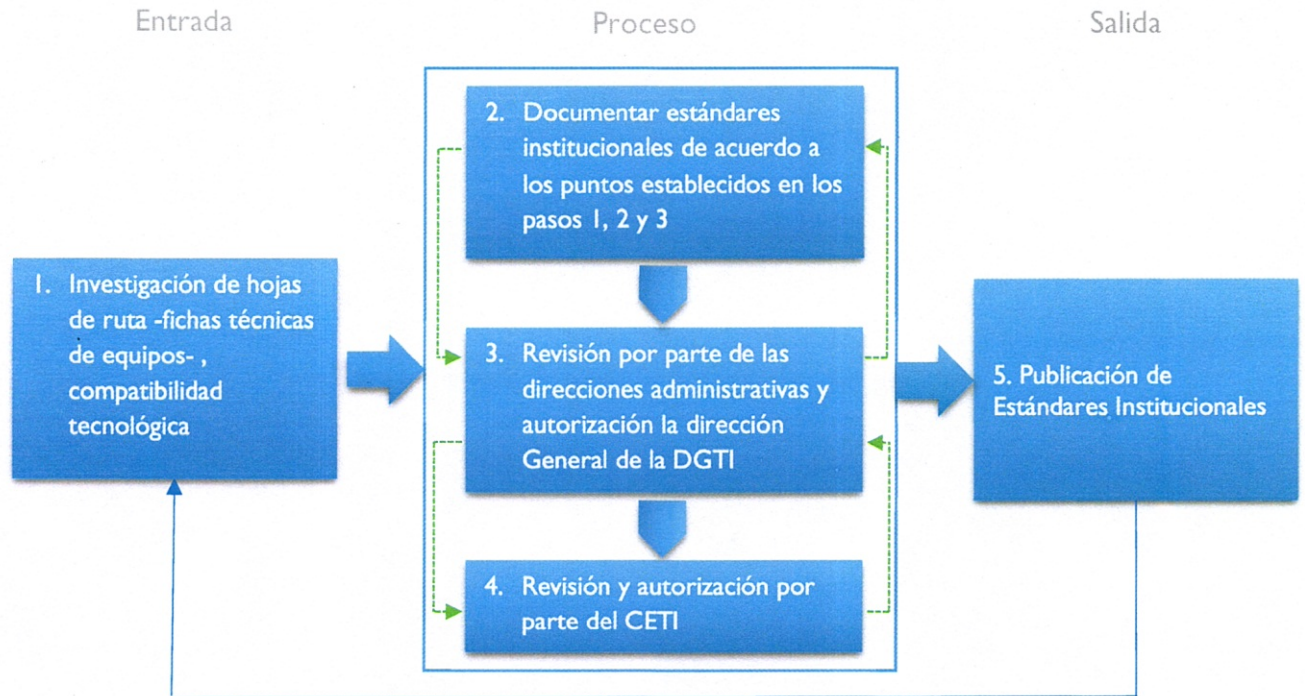 Entrada
Proceso
Salida
1. Investigación de hojas
de ruta -fichas técnicas
de equipos- ,
compatibilidad
tecnológica
2. Documentar estándares
institucionales de acuerdo a
los puntos establecidos en los
pasos 1, 2 y 3
3. Revisión por parte de las
direcciones administrativas y
autorización la dirección
General de la DGTI
4. Revisión y autorización por
parte del CETI
5. Publicación de
Estándares Institucionales